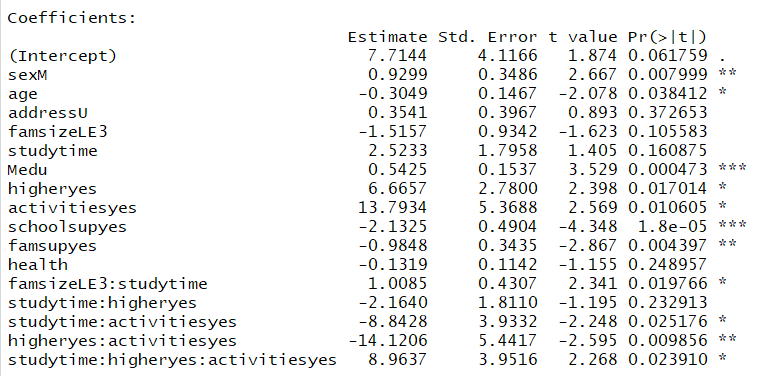 Coefficients:
Estimate Std. Error t value Pr(>|t|)
(Intercept) 7.7144 4.1166 1.874 0.061759 .
sexM 0.9299 0.3486 2.667 0.007999 **
age -0.3049 0.1467 -2.078 0.038412 *
addressU 0.3541 0.3967 0.893 0.372653
famsizeLE3 -1.5157 0.9342 -1.623 0.105583
studytime 2.5233 1.7958 1.405 0.160875
Medu 0.5425 0.1537 3.529 0.000473 ***
higheryes 6.6657 2.7800 2.398 0.017014 *
activitiesyes 13.7934 5.3688 2.569 0.010605 *
schoolsupyes -2.1325 0.4904 -4.348 1.8e-05 ***
famsupyes -0.9848 0.3435 -2.867 0.004397 **
health -0.1319 0.1142 -1.155 0.248957
famsizeLE3:studytime 1.0085 0.4307 2.341 0.019766 *
studytime:higheryes -2.1640 1.8110 -1.195 0.232913
studytime:activitiesyes -8.8428 3.9332 -2.248 0.025176 *
higheryes:activitiesyes -14.1206 5.4417 -2.595 0.009856 **
studytime:higheryes:activitiesyes 8.9637 3.9516 2.268 0.023910 *